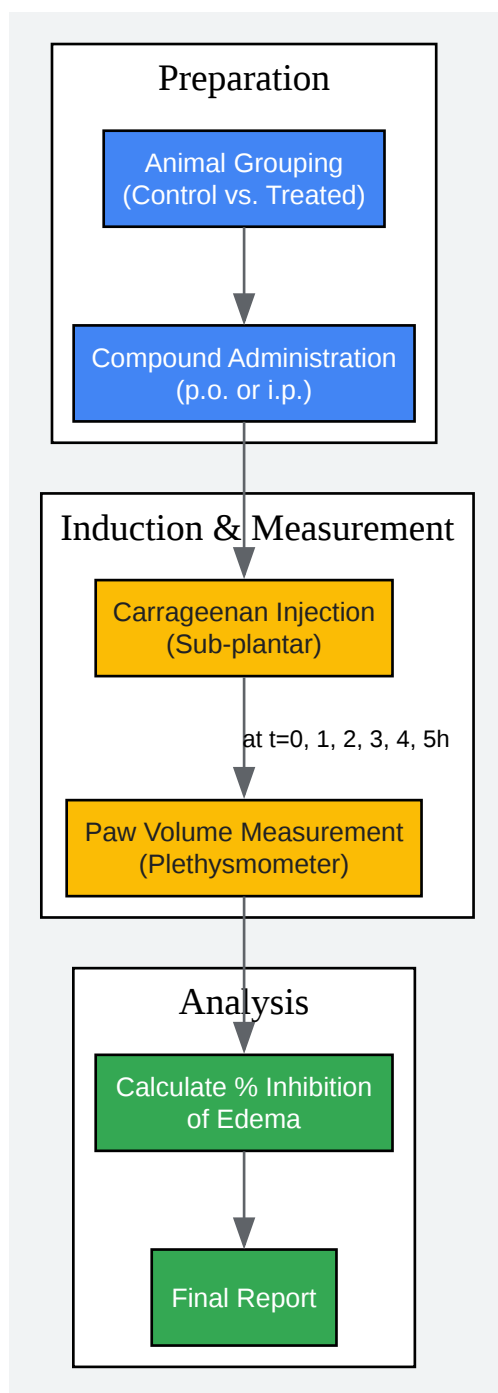 Preparation
Animal Grouping
(Control vs. Treated)
Compound Administration
(p.o. or i.p.)
Induction & Measurement
Carrageenan Injection
(Sub-plantar)
at t=0, 1, 2, 3, 4, 5h
Paw Volume Measurement
(Plethysmometer)
Analysis
Calculate % Inhibition
of Edema
Final Report